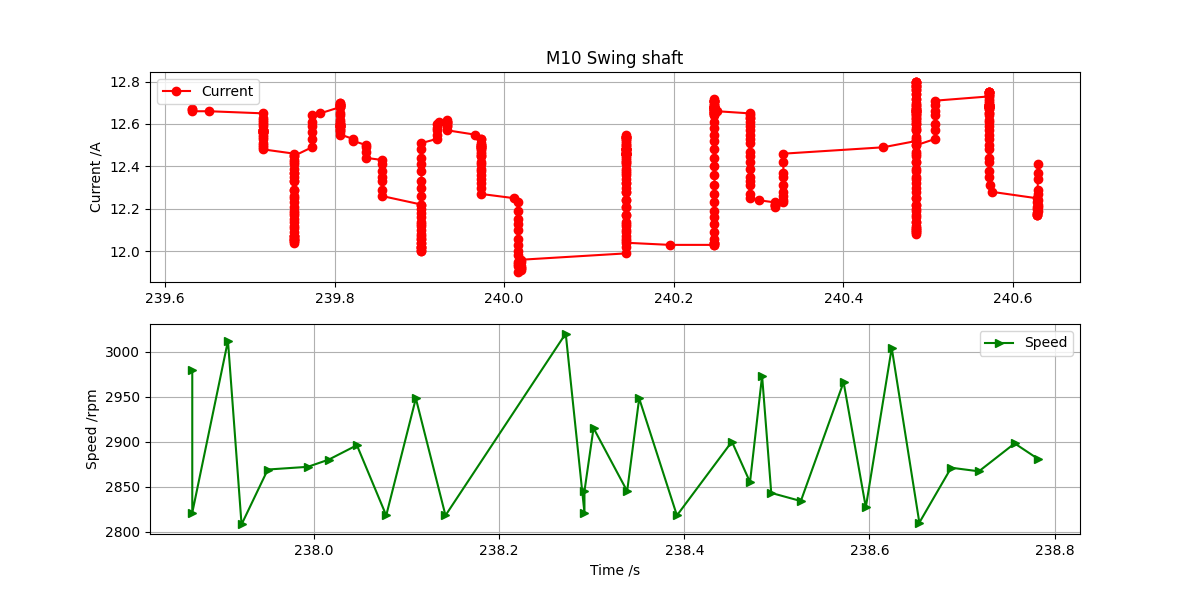 M10 Swing shaft
12.8
12.6
12.4
12.2
12.0
Current /A
Current
239.6 239.8 240.0 240.2 240.4 240.6
3000
2950
2900
2850
2800
Speed /rpm
Speed
238.0 238.2 238.4 238.6 238.8
Time /s